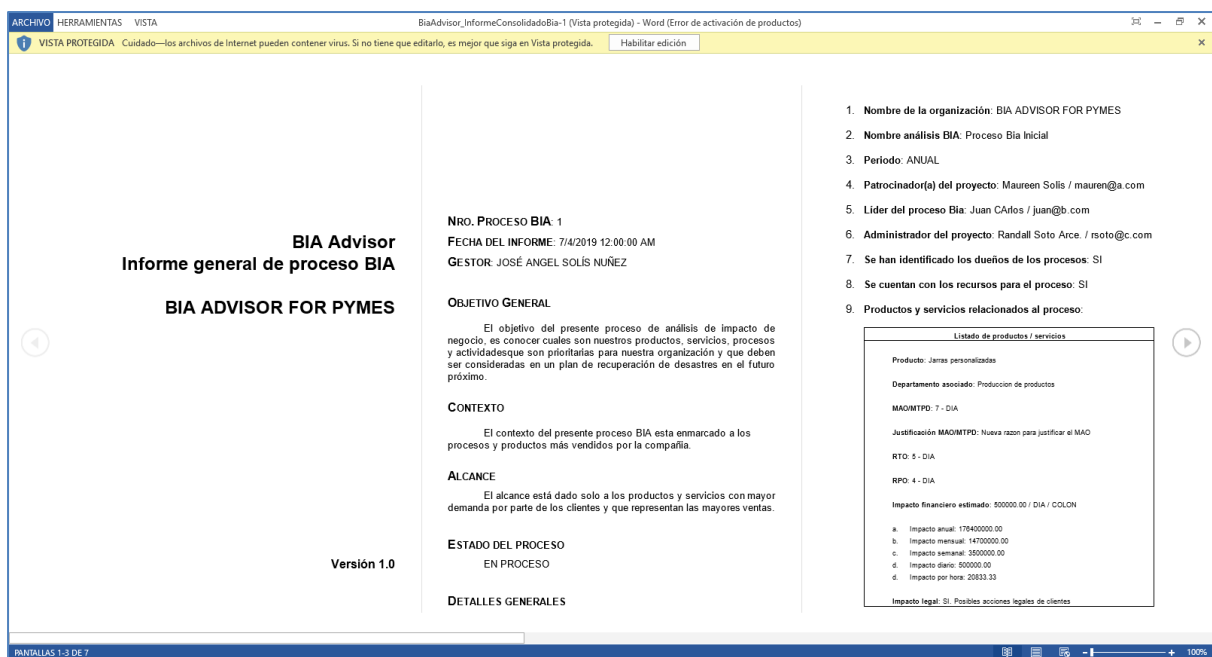 ARCHIVO HERRAMIENTAS VISTA
BiaAdvisor_InformeConsolidadoBia-1 (Vista protegida) - Word (Error de activación de productos)
VISTA PROTEGIDA Cuidado—los archivos de Internet pueden contener virus. Si no tiene que editarlo, es mejor que siga en Vista protegida. Habilitar edición
BIA Advisor
Informe general de proceso BIA
BIA ADVISOR FOR PYMES
Versión 1.0
NRO. PROCESO BIA: 1
FECHA DEL INFORME: 7/4/2019 12:00:00 AM
GESTOR: JOSÉ ANGEL SOLÍS NUÑEZ
OBJETIVO GENERAL
El objetivo del presente proceso de análisis de impacto de
negocio, es conocer cuales son nuestros productos, servicios, procesos
y actividadesque son prioritarias para nuestra organización y que deben
ser consideradas en un plan de recuperación de desastres en el futuro
próximo.
CONTEXTO
El contexto del presente proceso BIA esta enmarcado a los
procesos y productos más vendidos por la compañia.
ALCANCE
El alcance está dado solo a los productos y servicios con mayor
demanda por parte de los clientes y que representan las mayores ventas.
ESTADO DEL PROCESO
EN PROCESO
DETALLES GENERALES
1. Nombre de la organización: BIA ADVISOR FOR PYMES
2. Nombre análisis BIA: Proceso Bia Inicial
3. Periodo: ANUAL
4. Patrocinador(a) del proyecto: Maureen Solis / mauren@a.com
5. Líder del proceso Bia: Juan CArlos / juan@b.com
6. Administrador del proyecto: Randall Soto Arce. / rsoto@c.com
7. Se han identificado los dueños de los procesos: SI
8. Se cuentan con los recursos para el proceso: SI
9. Productos y servicios relacionados al proceso:
Listado de productos / servicios
Producto: Jarras personalizadas
Departamento asociado: Produccion de productos
MAO/MTPD: 7 - DIA
Justificación MAO/MTPD: Nueva razon para justificar el MAO
RTO: 5 - DIA
RPO: 4 - DIA
Impacto financiero estimado: 500000.00 / DIA / COLON
a. Impacto anual: 176400000.00
b. Impacto mensual: 14700000.00
c. Impacto semanal: 3500000.00
d. Impacto diario: 500000.00
d. Impacto por hora: 20833.33
Impacto legal: SI. Posibles acciones legales de clientes
PANTALLAS 1-3 DE 7
100%